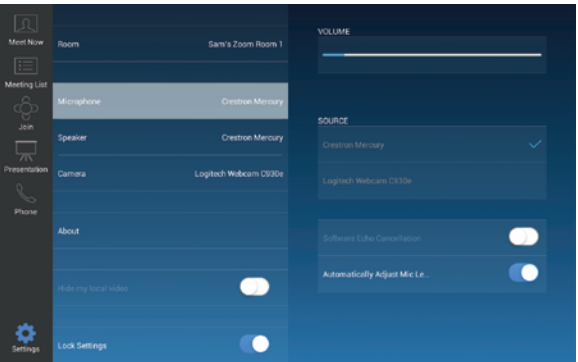 Meet Now
Meeting List
Join
Presentation
Phone
Settings
Room Sam's Zoom Room 1
Microphone Crestron Mercury
Speaker Crestron Mercury
Camera Logitech Webcam C930e
About
Hide my local video
Lock Settings
VOLUME
SOURCE
Crestron Mercury
Logitech Webcam C930e
Software Echo Cancellation
Automatically Adjust Mic Le..